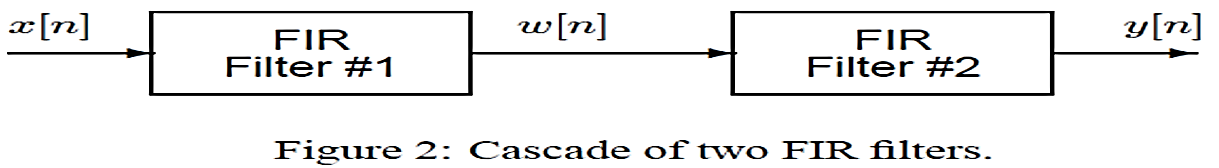 x[n] FIR Filter #1 w[n] FIR Filter #2 y[n]
Figure 2: Cascade of two FIR filters.